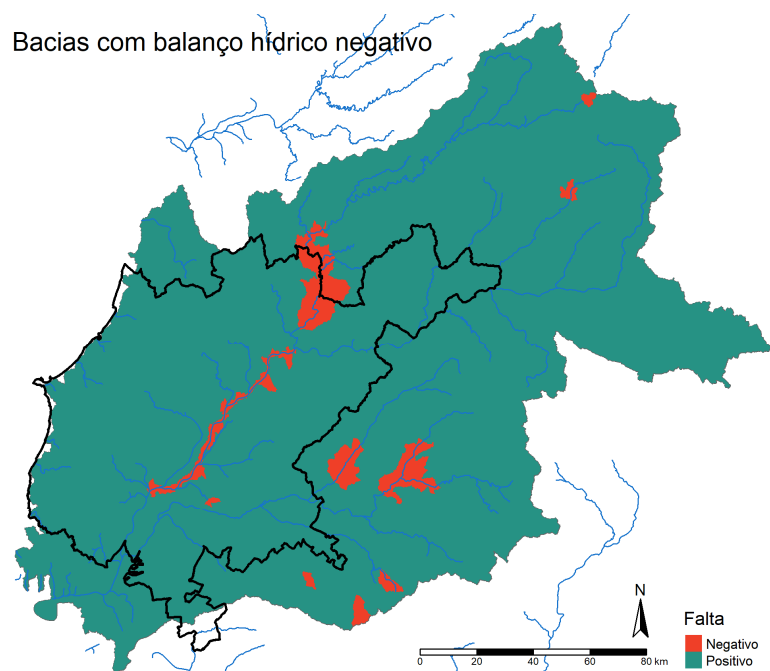 Bacias com balanço hídrico negativo
N
Falta
Negativo
Positivo
0 20 40 60 80 km